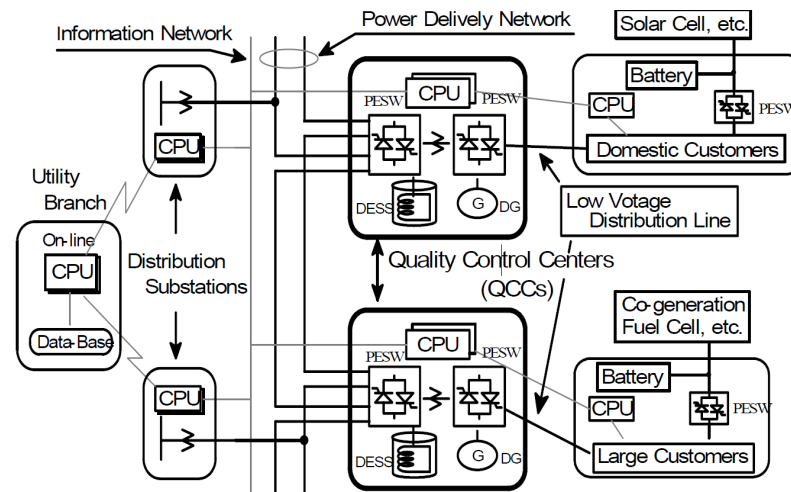 Power Delively Network
Information Network
Solar Cell, etc.
Battery
CPU
PESW
Domestic Customers
PESW
CPU
PESW
DESS
G
DG
CPU
Utility
Branch
On-line
CPU
Data-Base
Distribution
Substations
Low Votage
Distribution Line
Quality Control Centers
(QCCs)
Co-generation
Fuel Cell, etc.
Battery
CPU
PESW
Large Customers
PESW
CPU
PESW
DESS
G
DG
CPU